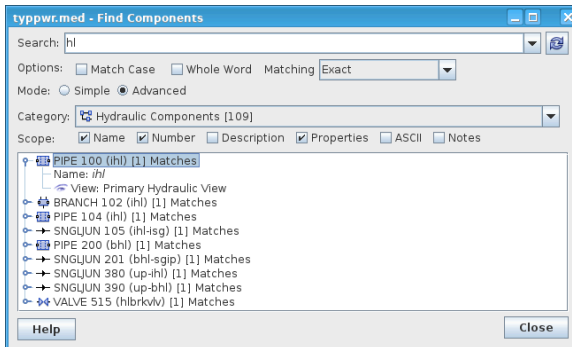 typpwr.med - Find Components
Search: hl
Options: Match Case Whole Word Matching Exact
Mode: Simple Advanced
Category: Hydraulic Components [109]
Scope: Name Number Description Properties ASCII Notes
PIPE 100 (ihl) [1] Matches
Name: ihl
View: Primary Hydraulic View
BRANCH 102 (ihl) [1] Matches
PIPE 104 (ihl) [1] Matches
SNGLJUN 105 (ihl-isg) [1] Matches
PIPE 200 (bhl) [1] Matches
SNGLJUN 201 (bhl-sgip) [1] Matches
SNGLJUN 380 (up-ihl) [1] Matches
SNGLJUN 390 (up-bhl) [1] Matches
VALVE 515 (hlbrkvlv) [1] Matches
Help Close